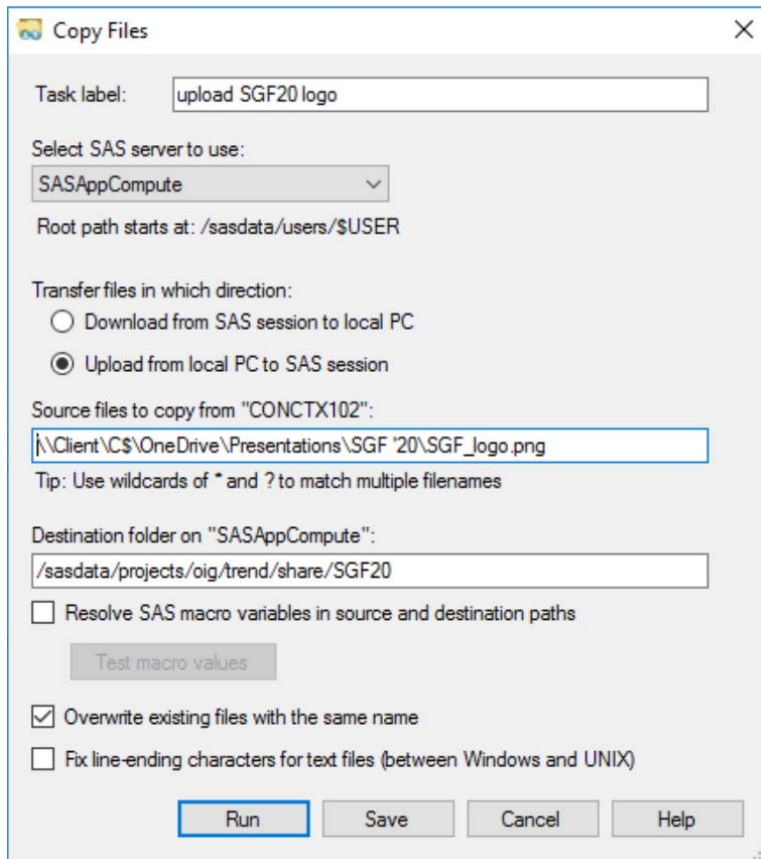 Copy Files
Task label: upload SGF20 logo
Select SAS server to use:
SASAppCompute
Root path starts at: /sasdata/users/$USER
Transfer files in which direction:
Download from SAS session to local PC
Upload from local PC to SAS session
Source files to copy from "CONCTX102":
\\Client\C$\OneDrive\Presentations\SGF '20\SGF_logo.png
Tip: Use wildcards of * and ? to match multiple filenames
Destination folder on "SASAppCompute":
/sasdata/projects/oig/trend/share/SGF20
Resolve SAS macro variables in source and destination paths
Test macro values
Overwrite existing files with the same name
Fix line-ending characters for text files (between Windows and UNIX)
Run Save Cancel Help